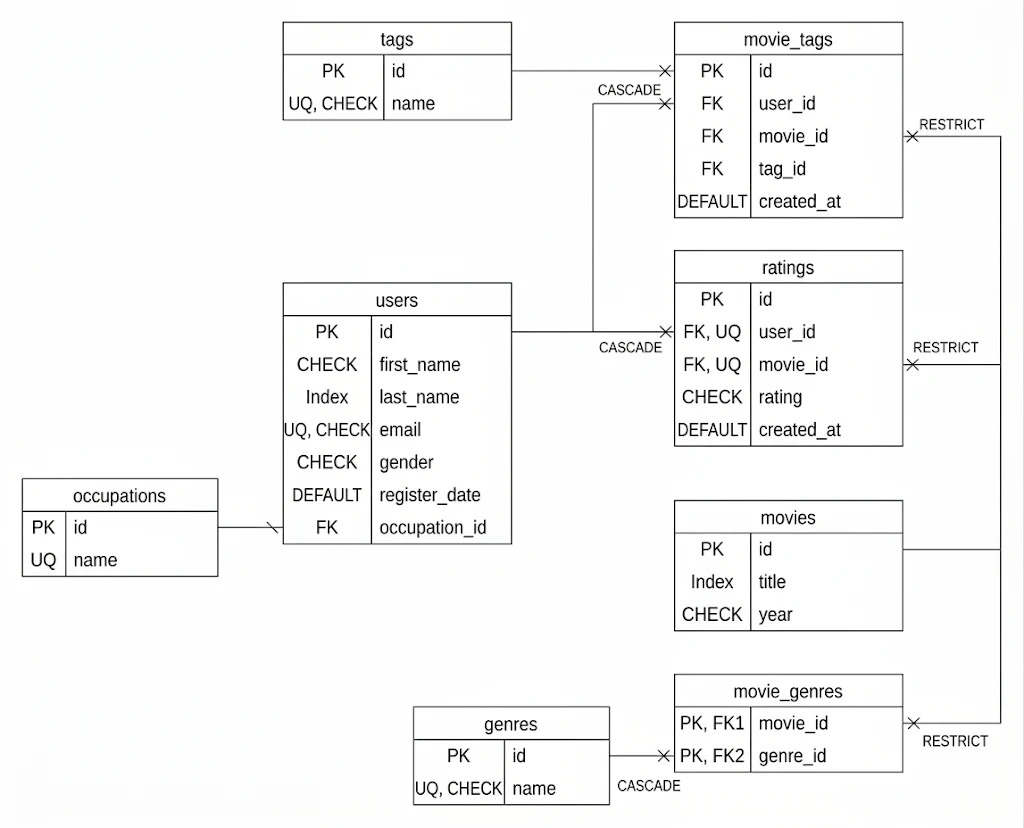 tags
PK id
UQ, CHECK name
movie_tags
PK id
FK user_id
FK movie_id
FK tag_id
DEFAULT created_at
CASCADE
RESTRICT
ratings
PK id
FK, UQ user_id
FK, UQ movie_id
CHECK rating
DEFAULT created_at
CASCADE
RESTRICT
users
PK id
CHECK first_name
Index last_name
UQ, CHECK email
CHECK gender
DEFAULT register_date
FK occupation_id
occupations
PK id
UQ name
movies
PK id
Index title
CHECK year
movie_genres
PK, FK1 movie_id
PK, FK2 genre_id
RESTRICT
genres
PK id
UQ, CHECK name
CASCADE